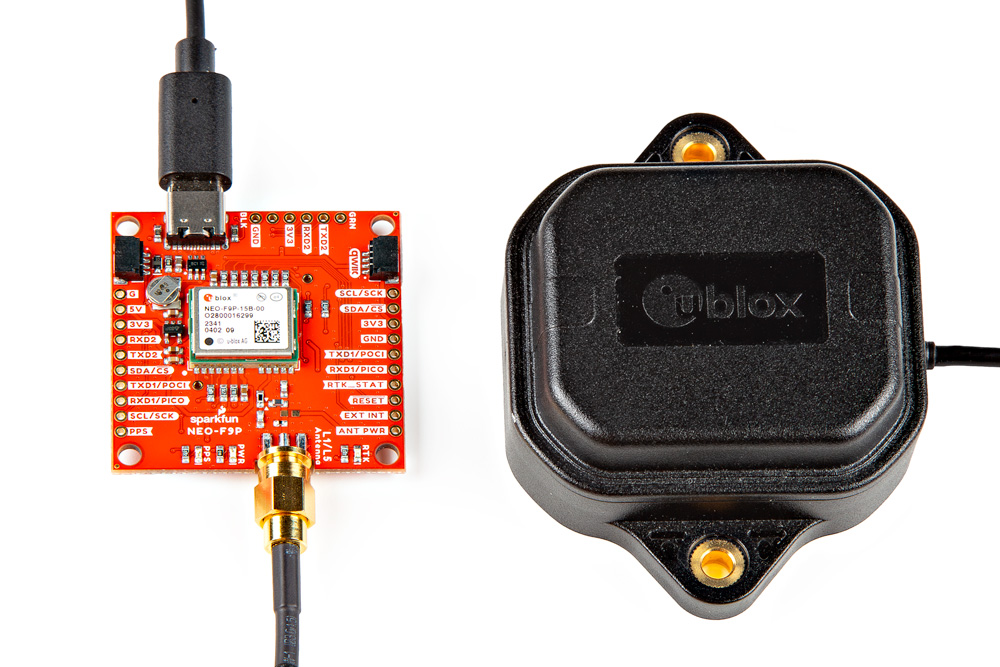 BLK
GND
3V3
RXD2
TXD2
GRN
QWIIC
G
5V
3V3
RXD2
TXD2
SDA/CS
TXD1/POCI
RXD1/PICO
SCL/SCK
PPS
u blox
NEO-F9P-15B-00
O2800016299
2341
0402 09
© u-blox AG
SCL/SCK
SDA/CS
3V3
GND
TXD1/POCI
RXD1/PICO
RTK_STAT
RESET
EXT INT
ANT PWR
sparkfun
NEO-F9P
PPS
PWR
L1/L5
Antenna
RTK
ublox